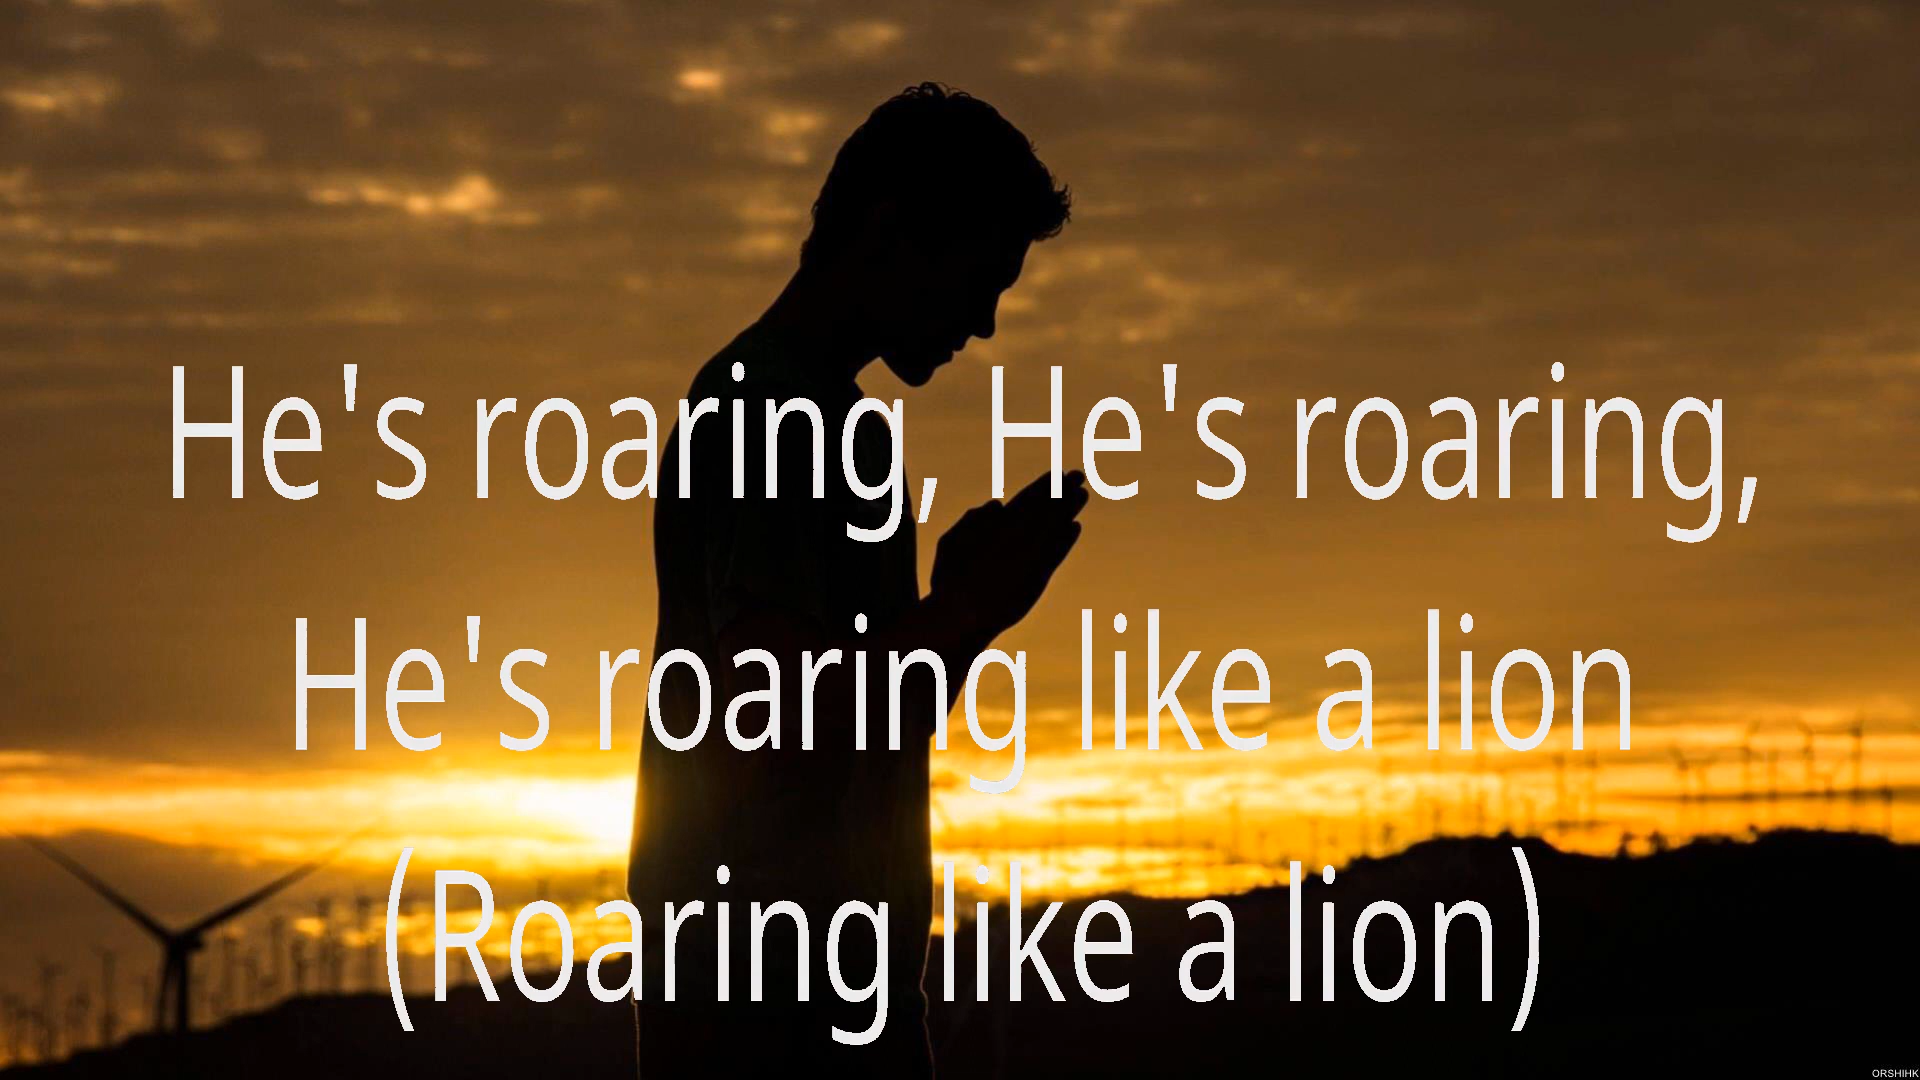 He's roaring, He's roaring,
He's roaring like a lion
(Roaring like a lion)
ORSHIHK